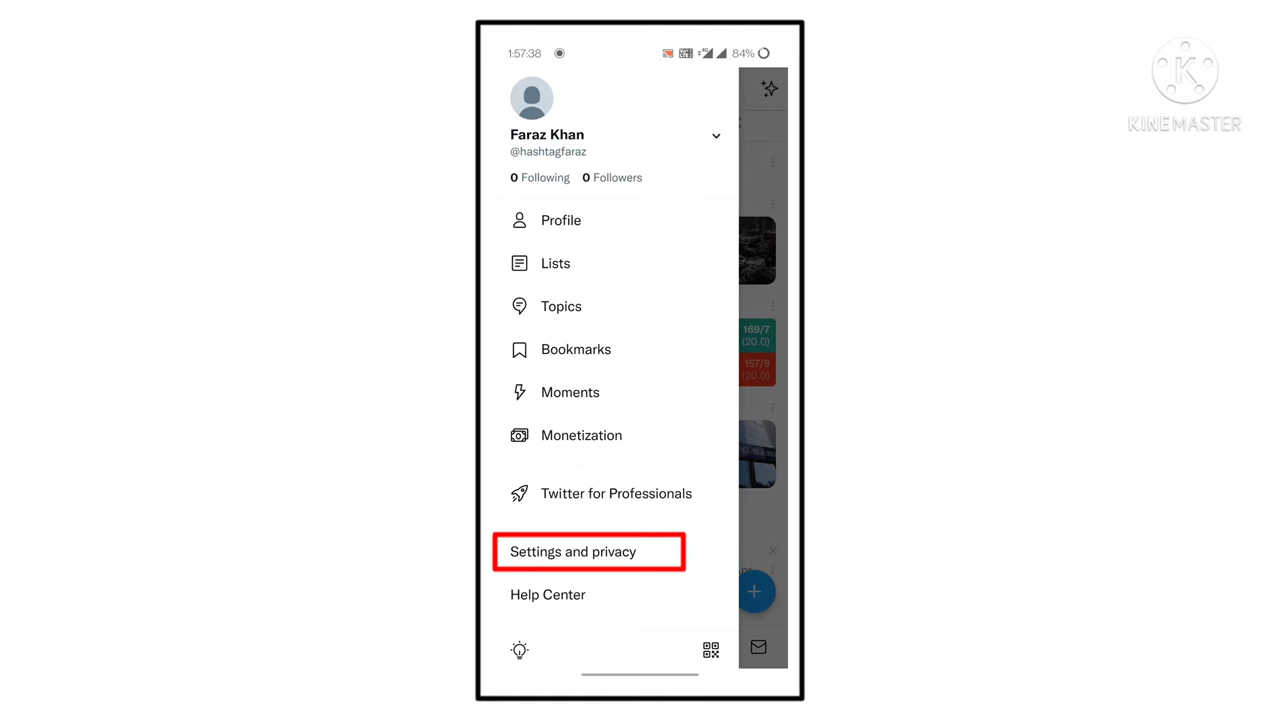 1:57:38
4G
84%
KINEMASTER
Faraz Khan
@hashtagfaraz
0 Following 0 Followers
Profile
Lists
Topics
Bookmarks
Moments
Monetization
Twitter for Professionals
Settings and privacy
Help Center
169/7
(20.0)
157/9
(20.0)